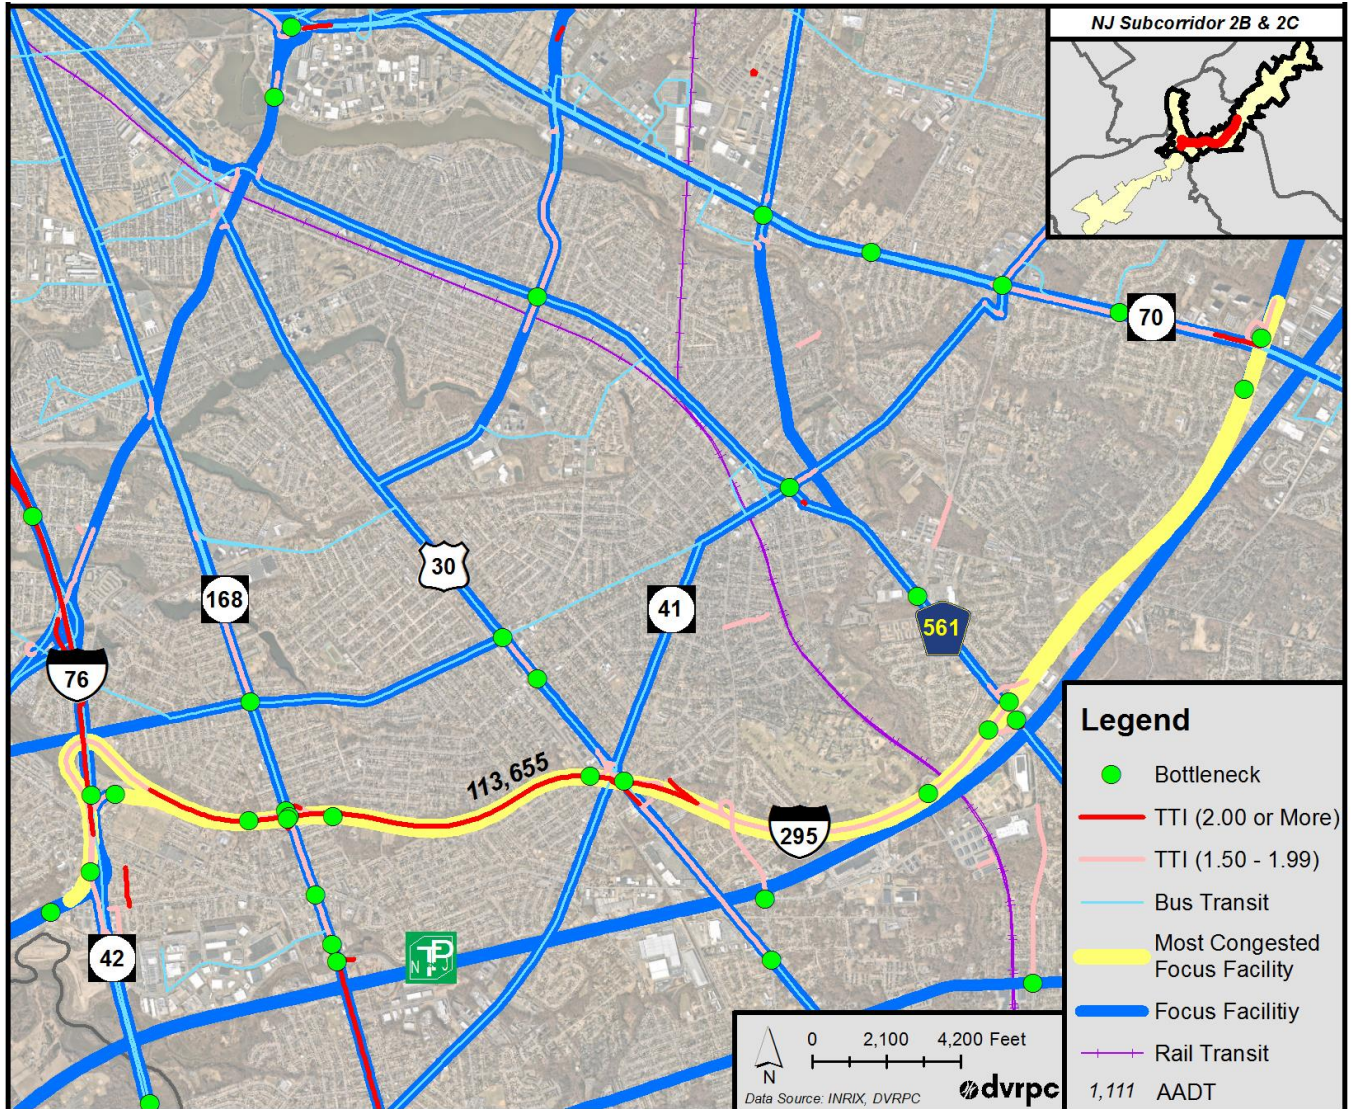 NJ Subcorridor 2B & 2C
70
30
168
41
561
76
113,655
295
42
TP
N J
Legend
Bottleneck
TTI (2.00 or More)
TTI (1.50 - 1.99)
Bus Transit
Most Congested
Focus Facility
Focus Facilitiy
Rail Transit
1,111 AADT
0 2,100 4,200 Feet
N
Data Source: INRIX, DVRPC
dvrpc